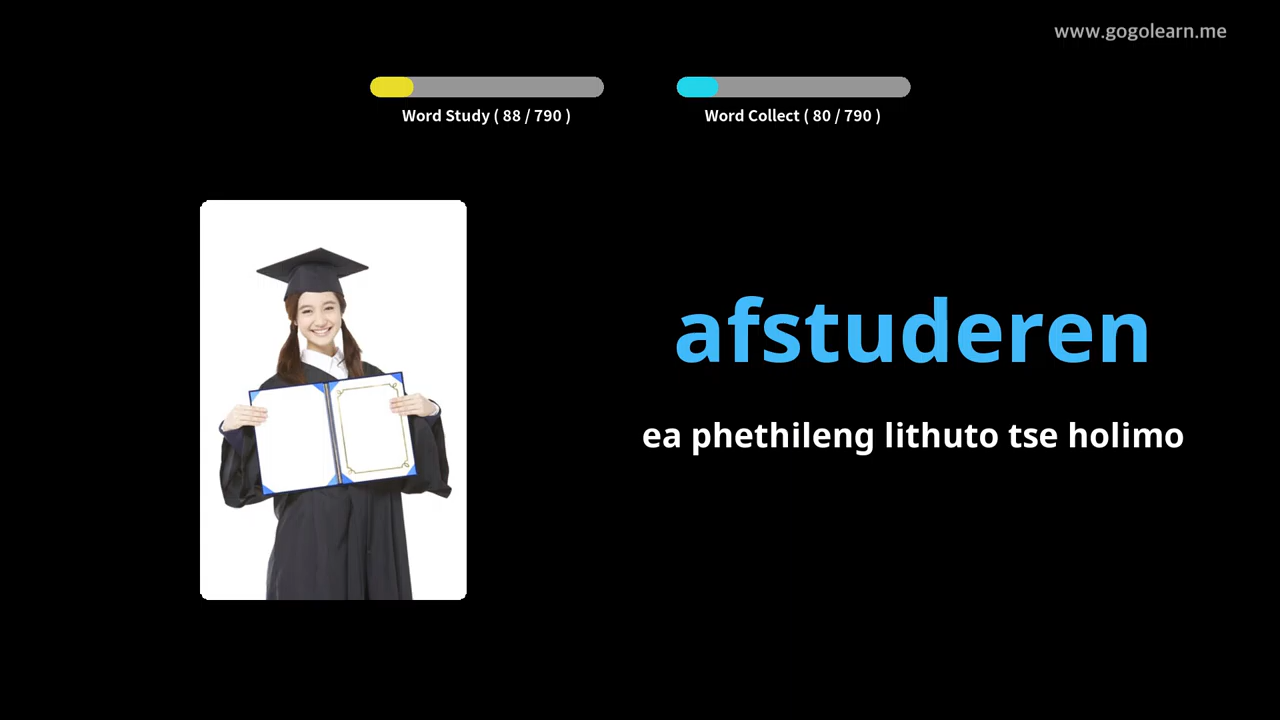 www.gogolearn.me
Word Study ( 88 / 790 )
Word Collect ( 80 / 790 )
afstuderen
ea phethileng lithuto tse holimo